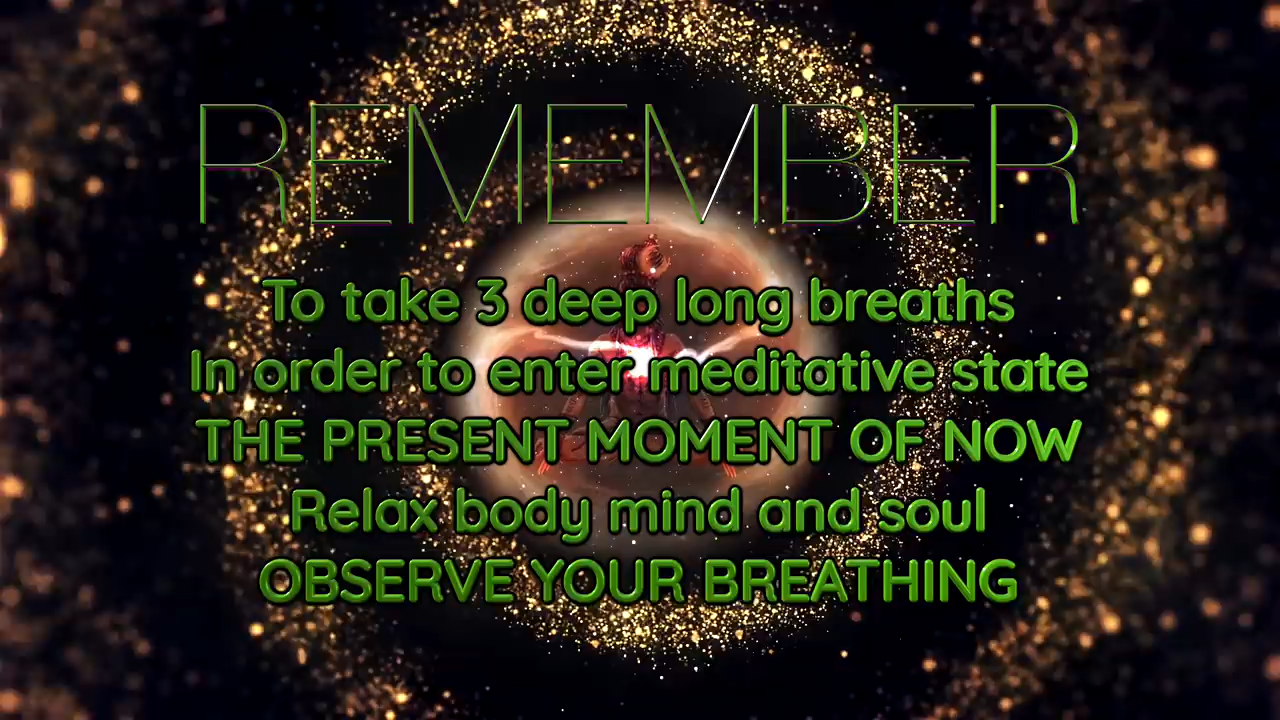 REMEMBER
To take 3 deep long breaths
In order to enter meditative state
THE PRESENT MOMENT OF NOW
Relax body mind and soul
OBSERVE YOUR BREATHING